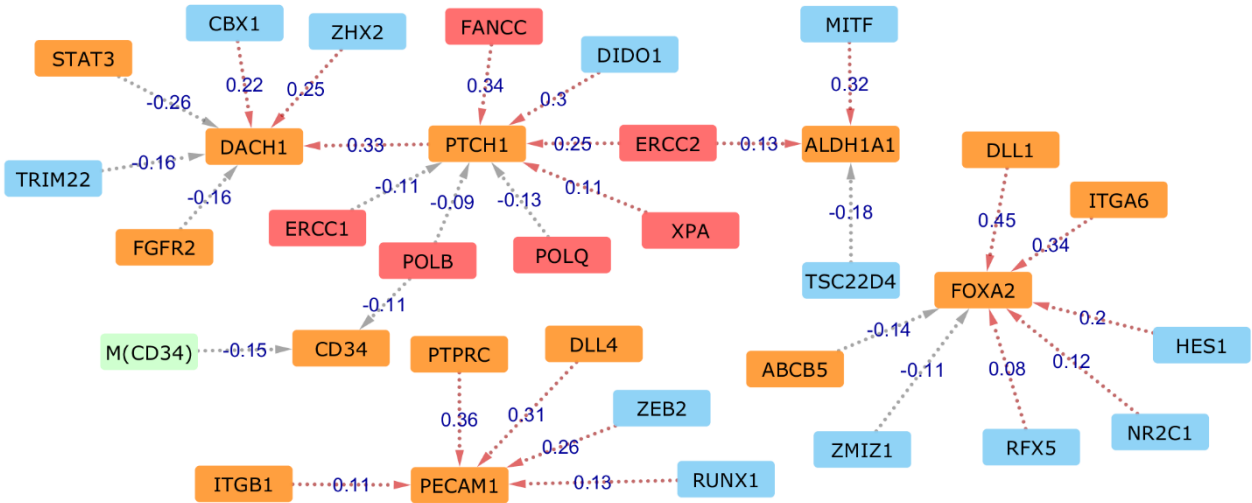 CBX1
ZHX2
FANCC
MITF
STAT3
DIDO1
0.22
0.25
0.34
0.3
0.32
-0.26
DACH1
0.33
PTCH1
0.25
ERCC2
0.13
ALDH1A1
DLL1
TRIM22
-0.16
-0.16
-0.11
-0.09
-0.13
0.11
-0.18
ITGA6
0.45
0.34
FGFR2
ERCC1
POLB
POLQ
XPA
TSC22D4
FOXA2
-0.11
0.2
M(CD34)
-0.15
CD34
PTPRC
DLL4
-0.14
HES1
ABCB5
-0.11
0.08
0.12
0.36
0.31
ZEB2
0.26
ZMIZ1
RFX5
NR2C1
ITGB1
0.11
PECAM1
0.13
RUNX1